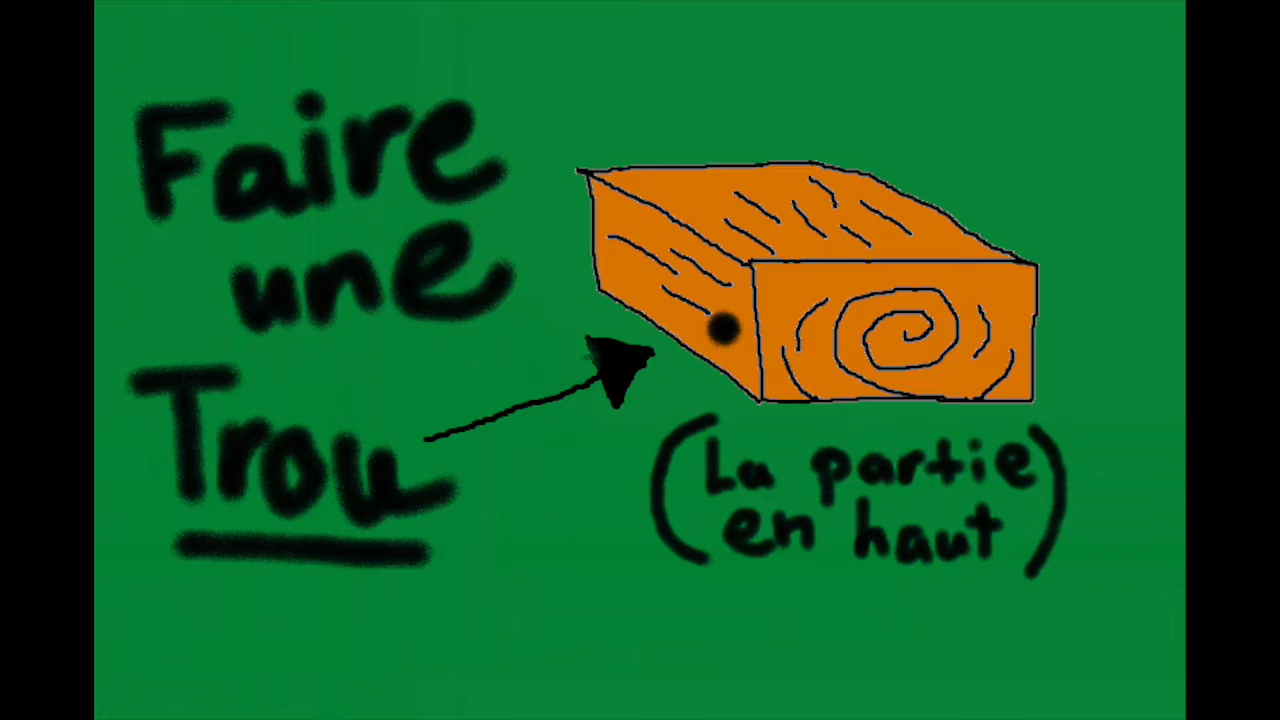 Faire
une
Trou
(La partie
en haut)